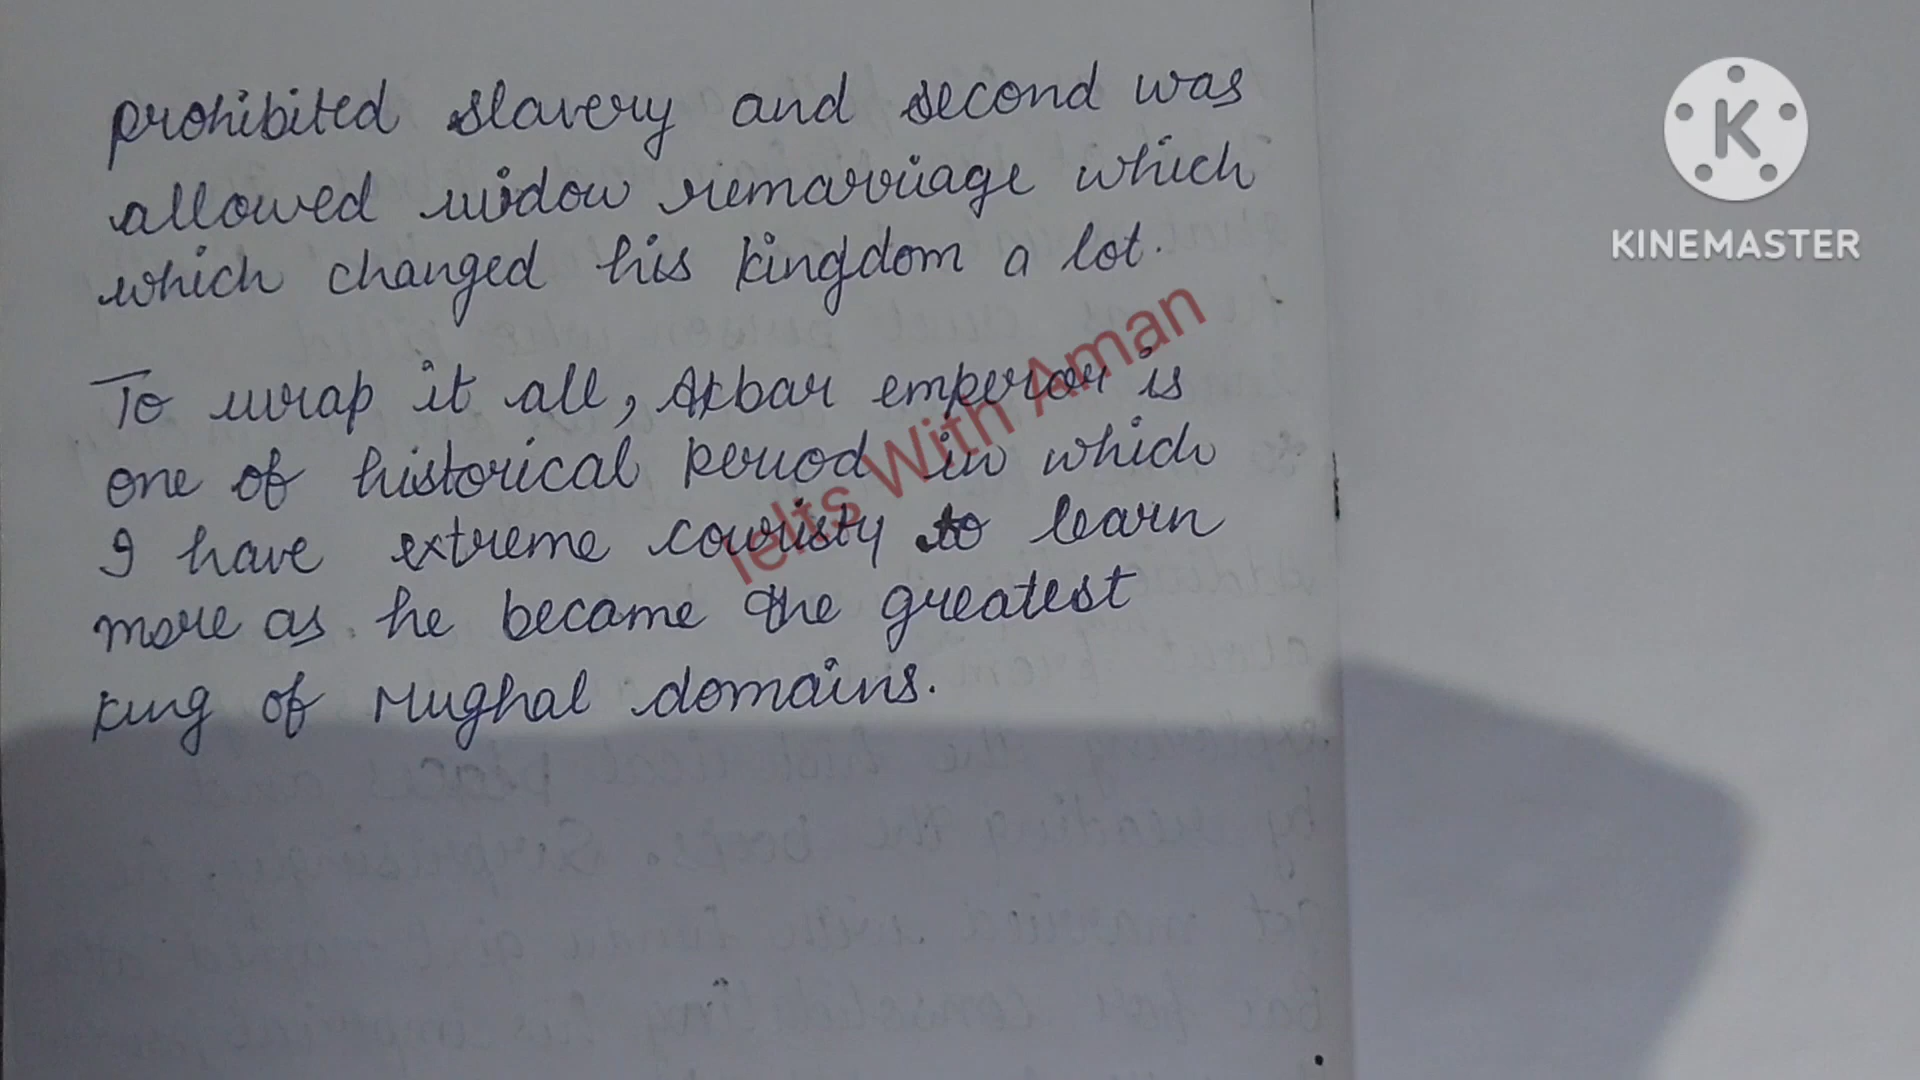 prohibited slavery and second was
allowed widow remarriage which
which changed his kingdom a lot.
To wrap it all, Akbar emperor is
one of historical period in which
I have extreme couristy to learn
more as he became the greatest
king of Mughal domains.
Ielts With Aman
K
KINEMASTER